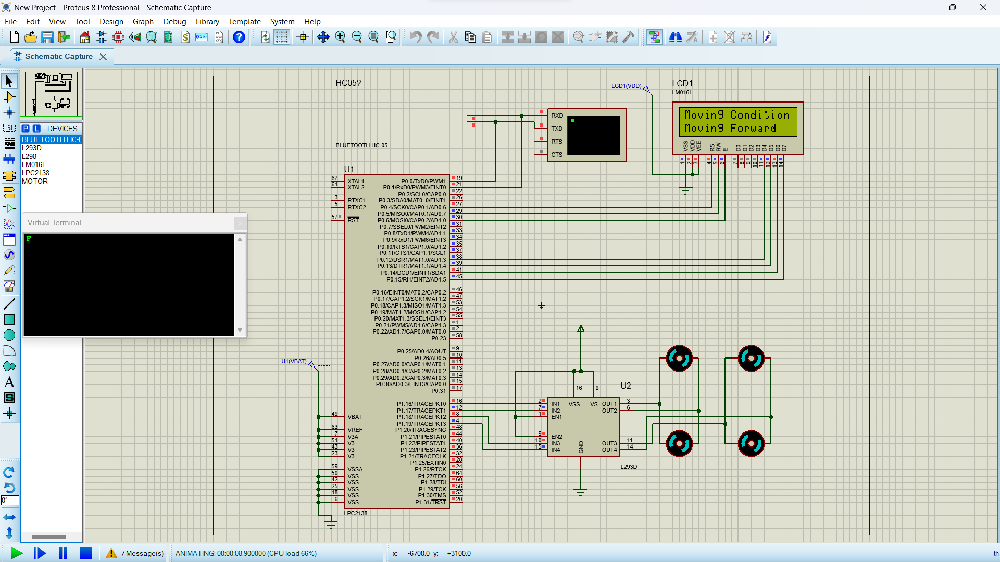 New Project - Proteus 8 Professional - Schematic Capture
File Edit View Tool Design Graph Debug Library Template System Help
Schematic Capture
P L DEVICES
BLUETOOTH HC-(
L293D
L298
LM016L
LPC2138
MOTOR
LBL
A
S
0°
Virtual Terminal
F
HC05?
BLUETOOTH HC-05
RXD
TXD
RTS
CTS
LCD1(VDD)
LCD1
LM016L
Moving Condition
Moving Forward
VSS VDD VEE RS RW E D0 D1 D2 D3 D4 D5 D6 D7
1 2 3 4 5 6 7 8 9 10 11 12 13 14
U1
62 XTAL1
61 XTAL2
3 RTXC1
5 RTXC2
57 RST
U1(VBAT)
49 VBAT
63 VREF
7 V3A
51 V3
43 V3
23 V3
59 VSSA
50 VSS
42 VSS
25 VSS
18 VSS
6 VSS
P0.0/TxD0/PWM1 19
P0.1/RxD0/PWM3/EINT0 21
P0.2/SCL0/CAP0.0 22
P0.3/SDA0/MAT0..0/EINT1 26
P0.4/SCK0/CAP0.1/AD0.6 27
P0.5/MISO0/MAT0.1/AD0.7 29
P0.6/MOSI0/CAP0.2/AD1.0 30
P0.7/SSEL0/PWM2/EINT2 31
P0.8/TxD1/PWM4/AD1.1 33
P0.9/RxD1/PWM6/EINT3 34
P0.10/RTS1/CAP1.0/AD1.2 35
P0.11/CTS1/CAP1.1/SCL1 37
P0.12/DSR1/MAT1.0/AD1.3 38
P0.13/DTR1/MAT1.1/AD1.4 39
P0.14/DCD1/EINT1/SDA1 41
P0.15/RI1/EINT2/AD1.5 45
P0.16/EINT0/MAT0.2/CAP0.2 46
P0.17/CAP1.2/SCK1/MAT1.2 47
P0.18/CAP1.3/MISO1/MAT1.3 53
P0.19/MAT1.2/MOSI1/CAP1.2 54
P0.20/MAT1.3/SSEL1/EINT3 55
P0.21/PWM5/AD1.6/CAP1.3 1
P0.22/AD1.7/CAP0.0/MAT0.0 2
P0.23 58
P0.25/AD0.4/AOUT 9
P0.26/AD0.5 10
P0.27/AD0.0/CAP0.1/MAT0.1 11
P0.28/AD0.1/CAP0.2/MAT0.2 13
P0.29/AD0.2/CAP0.3/MAT0.3 14
P0.30/AD0.3/EINT3/CAP0.0 15
P0.31 17
P1.16/TRACEPKT0 16
P1.17/TRACEPKT1 12
P1.18/TRACEPKT2 8
P1.19/TRACEPKT3 4
P1.20/TRACESYNC 48
P1.21/PIPESTAT0 44
P1.22/PIPESTAT1 40
P1.23/PIPESTAT2 36
P1.24/TRACECLK 32
P1.25/EXTIN0 28
P1.26/RTCK 24
P1.27/TDO 64
P1.28/TDI 60
P1.29/TCK 56
P1.30/TMS 52
P1.31/TRST 20
LPC2138
U2
16 8
2 IN1 VSS VS OUT1 3
7 IN2 OUT2 6
1 EN1
9 EN2
10 IN3 OUT3 11
15 IN4 OUT4 14
GND
L293D
7 Message(s) ANIMATING: 00:00:08.900000 (CPU load 66%) x: -6700.0 y: +3100.0 th